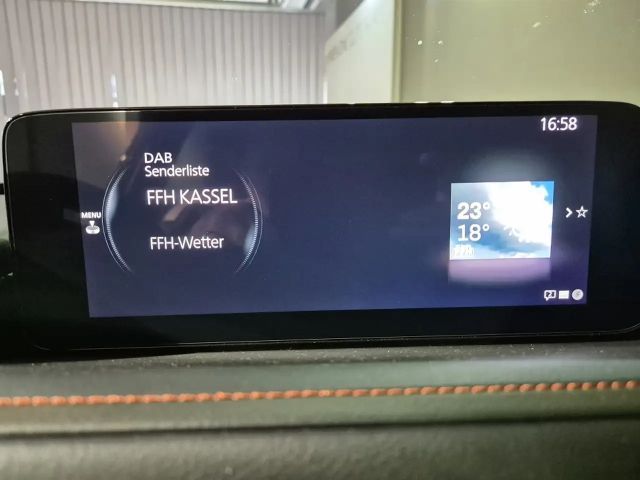 16:58
DAB
Senderliste
FFH KASSEL
MENU
FFH-Wetter
23°
18°